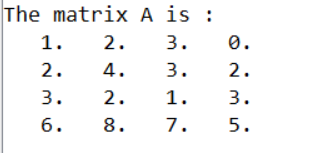 The matrix A is :
1. 2. 3. 0.
2. 4. 3. 2.
3. 2. 1. 3.
6. 8. 7. 5.